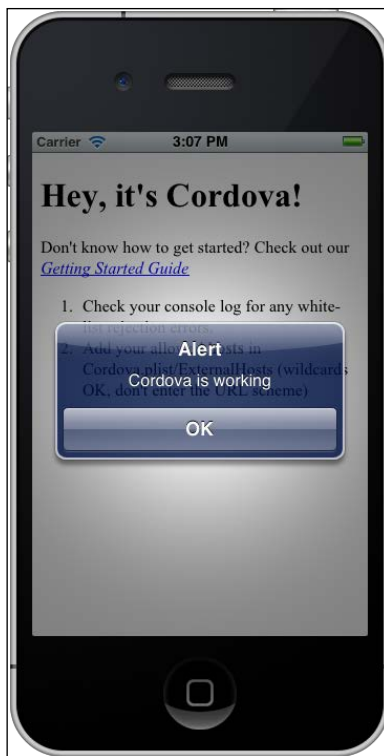 Carrier 3:07 PM
Hey, it's Cordova!
Don't know how to get started? Check out our
Getting Started Guide
1. Check your console log for any white-
list rejection errors.
2. Add your allowed hosts in
Cordova.plist/ExternalHosts (wildcards
OK, don't enter the URL scheme)
Alert
Cordova is working
OK